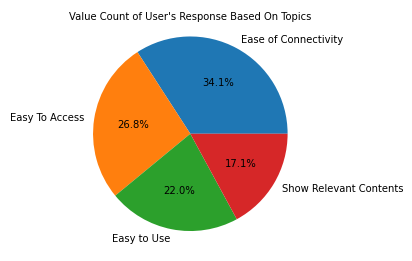 Value Count of User's Response Based On Topics
Ease of Connectivity
34.1%
Easy To Access
26.8%
22.0%
Easy to Use
17.1%
Show Relevant Contents